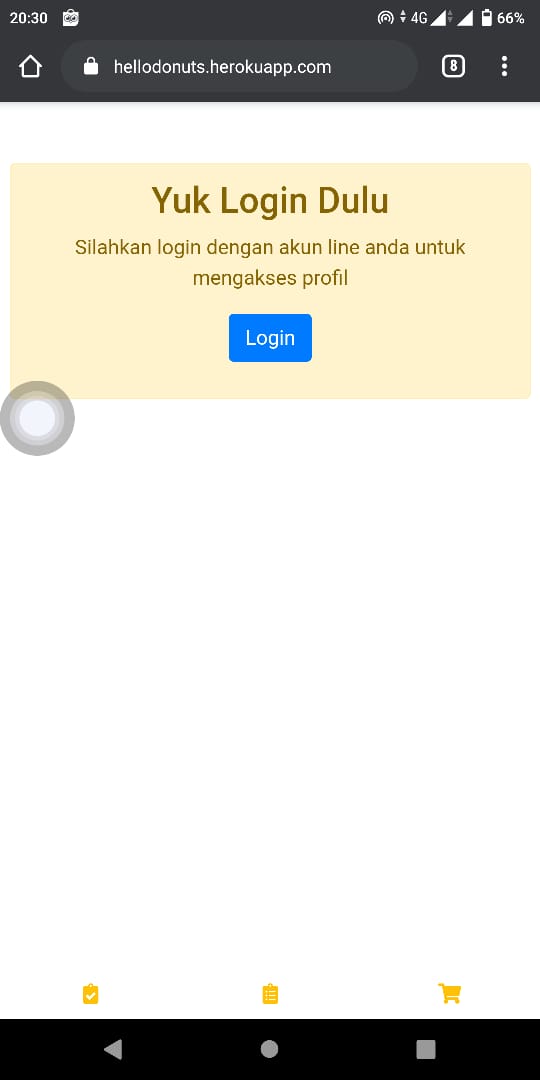 20:30
4G
66%
hellodonuts.herokuapp.com
8
Yuk Login Dulu
Silahkan login dengan akun line anda untuk
mengakses profil
Login